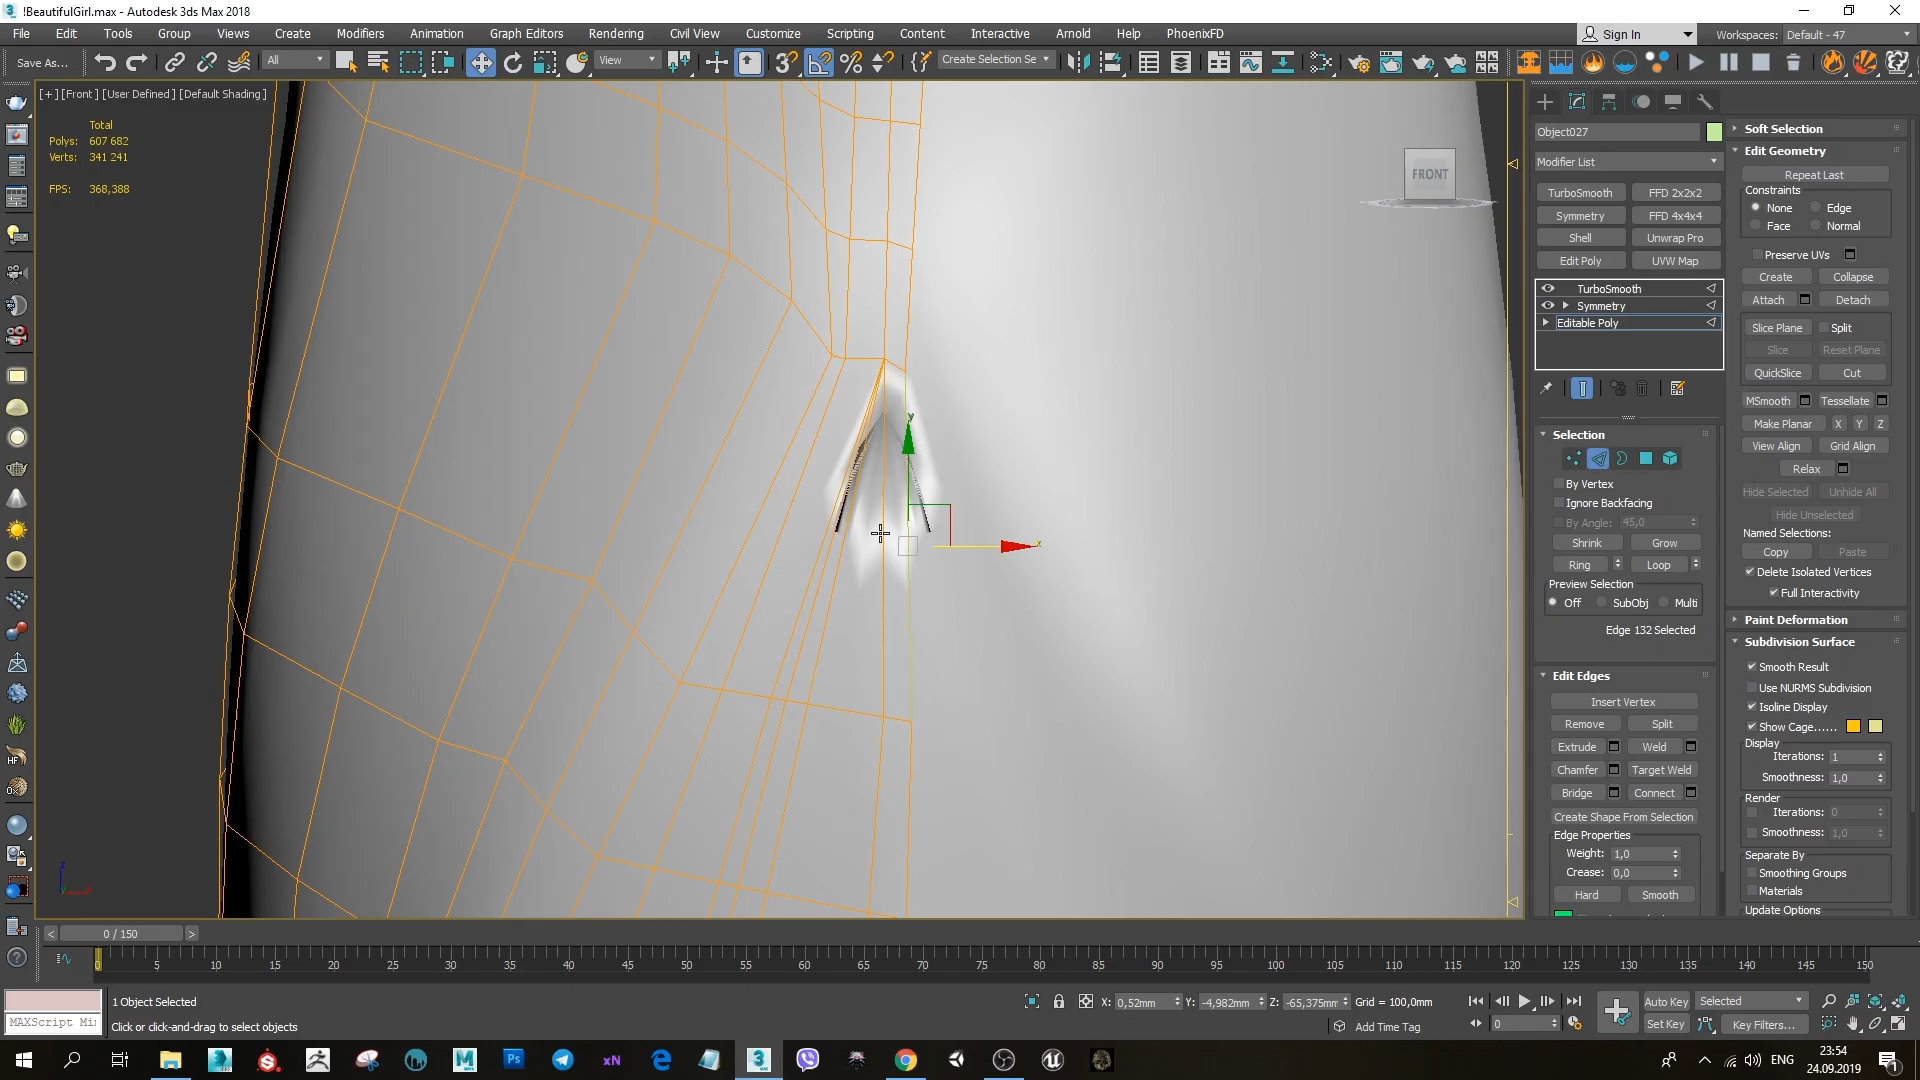 !BeautifulGirl.max - Autodesk 3ds Max 2018
File Edit Tools Group Views Create Modifiers Animation Graph Editors Rendering Civil View Customize Scripting Content Interactive Arnold Help PhoenixFD
Sign In Workspaces: Default - 47
Save As... All View Create Selection Se
[+] [Front ] [User Defined ] [Default Shading ]
Total
Polys: 607 682
Verts: 341 241
FPS: 368,388
FRONT
y
x
z
Object027
Modifier List
TurboSmooth FFD 2x2x2
Symmetry FFD 4x4x4
Shell Unwrap Pro
Edit Poly UVW Map
TurboSmooth
Symmetry
Editable Poly
Selection
By Vertex
Ignore Backfacing
By Angle: 45,0
Shrink Grow
Ring Loop
Preview Selection
Off SubObj Multi
Edge 132 Selected
Edit Edges
Insert Vertex
Remove Split
Extrude Weld
Chamfer Target Weld
Bridge Connect
Create Shape From Selection
Edge Properties
Weight: 1,0
Crease: 0,0
Hard Smooth
Soft Selection
Edit Geometry
Repeat Last
Constraints
None Edge
Face Normal
Preserve UVs
Create Collapse
Attach Detach
Slice Plane Split
Slice Reset Plane
QuickSlice Cut
MSmooth Tessellate
Make Planar X Y Z
View Align Grid Align
Relax
Hide Selected Unhide All
Hide Unselected
Named Selections:
Copy Paste
Delete Isolated Vertices
Full Interactivity
Paint Deformation
Subdivision Surface
Smooth Result
Use NURMS Subdivision
Isoline Display
Show Cage......
Display
Iterations: 1
Smoothness: 1,0
Render
Iterations: 0
Smoothness: 1,0
Separate By
Smoothing Groups
Materials
Update Options
< 0 / 150 >
0 5 10 15 20 25 30 35 40 45 50 55 60 65 70 75 80 85 90 95 100 105 110 115 120 125 130 135 140 145 150
1 Object Selected X: 0,52mm Y: -4,982mm Z: -65,375mm Grid = 100,0mm Auto Key Selected
MAXScript Mi Click or click-and-drag to select objects Add Time Tag 0 Set Key Key Filters...
ENG 23:54
24.09.2019